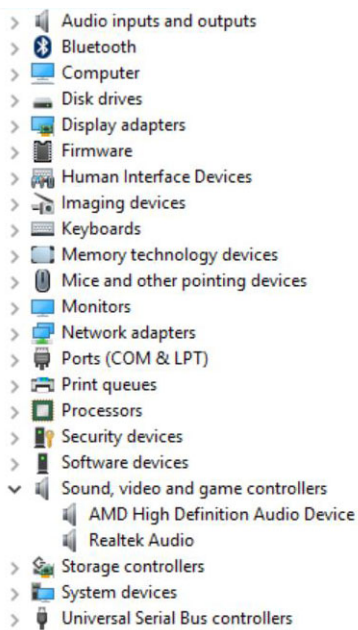 Audio inputs and outputs
Bluetooth
Computer
Disk drives
Display adapters
Firmware
Human Interface Devices
Imaging devices
Keyboards
Memory technology devices
Mice and other pointing devices
Monitors
Network adapters
Ports (COM & LPT)
Print queues
Processors
Security devices
Software devices
Sound, video and game controllers
AMD High Definition Audio Device
Realtek Audio
Storage controllers
System devices
Universal Serial Bus controllers